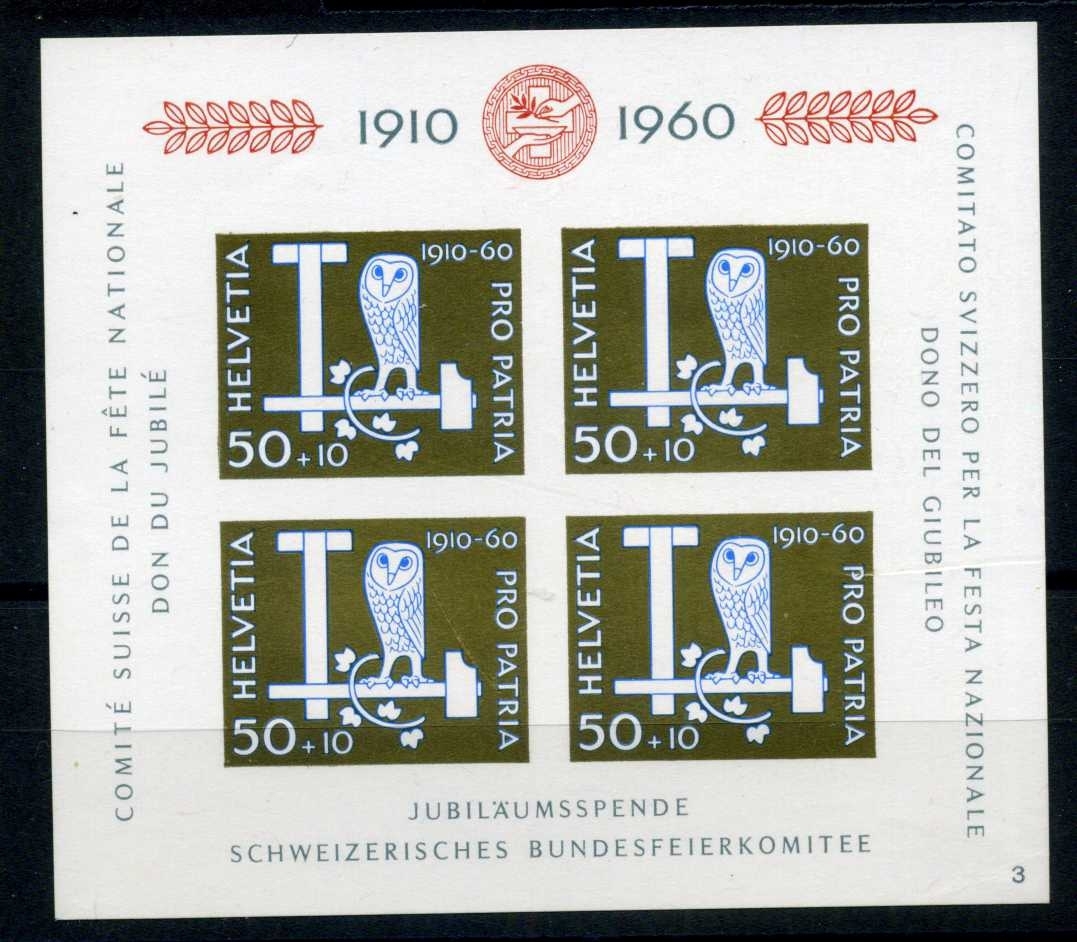 1910 1960
COMITÉ SUISSE DE LA FÊTE NATIONALE
DON DU JUBILÉ
HELVETIA
1910-60
PRO PATRIA
50+10
HELVETIA
1910-60
PRO PATRIA
50+10
HELVETIA
1910-60
PRO PATRIA
50+10
HELVETIA
1910-60
PRO PATRIA
50+10
COMITATO SVIZZERO PER LA FESTA NAZIONALE
DONO DEL GIUBILEO
JUBILÄUMSSPENDE
SCHWEIZERISCHES BUNDESFEIERKOMITEE
3